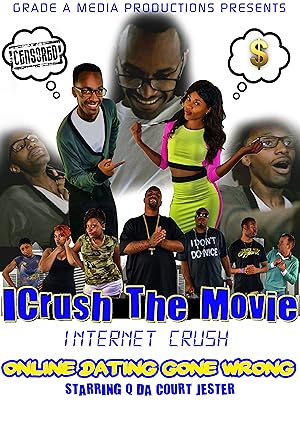 GRADE A MEDIA PRODUCTIONS PRESENTS
CENSORED
$
I DON'T
DO NICE
ICrush The Movie
INTERNET CRUSH
ONLINE DATING GONE WRONG
STARRING Q DA COURT JESTER